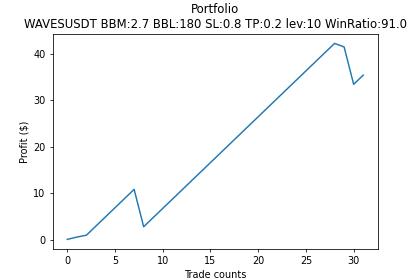 Portfolio
WAVESUSDT BBM:2.7 BBL:180 SL:0.8 TP:0.2 lev:10 WinRatio:91.0
Profit ($)
40
30
20
10
0
0 5 10 15 20 25 30
Trade counts